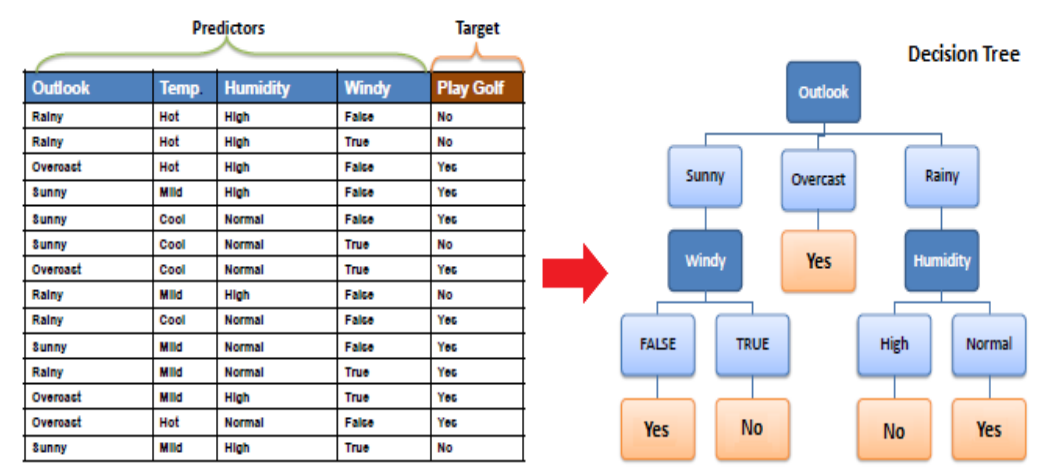 Predictors Target
Outlook Temp. Humidity Windy Play Golf
Rainy Hot High False No
Rainy Hot High True No
Overcast Hot High False Yes
Sunny Mild High False Yes
Sunny Cool Normal False Yes
Sunny Cool Normal True No
Overcast Cool Normal True Yes
Rainy Mild High False No
Rainy Cool Normal False Yes
Sunny Mild Normal False Yes
Rainy Mild Normal True Yes
Overcast Mild High True Yes
Overcast Hot Normal False Yes
Sunny Mild High True No
Decision Tree
Outlook
Sunny Overcast Rainy
Windy Yes Humidity
FALSE TRUE High Normal
Yes No No Yes